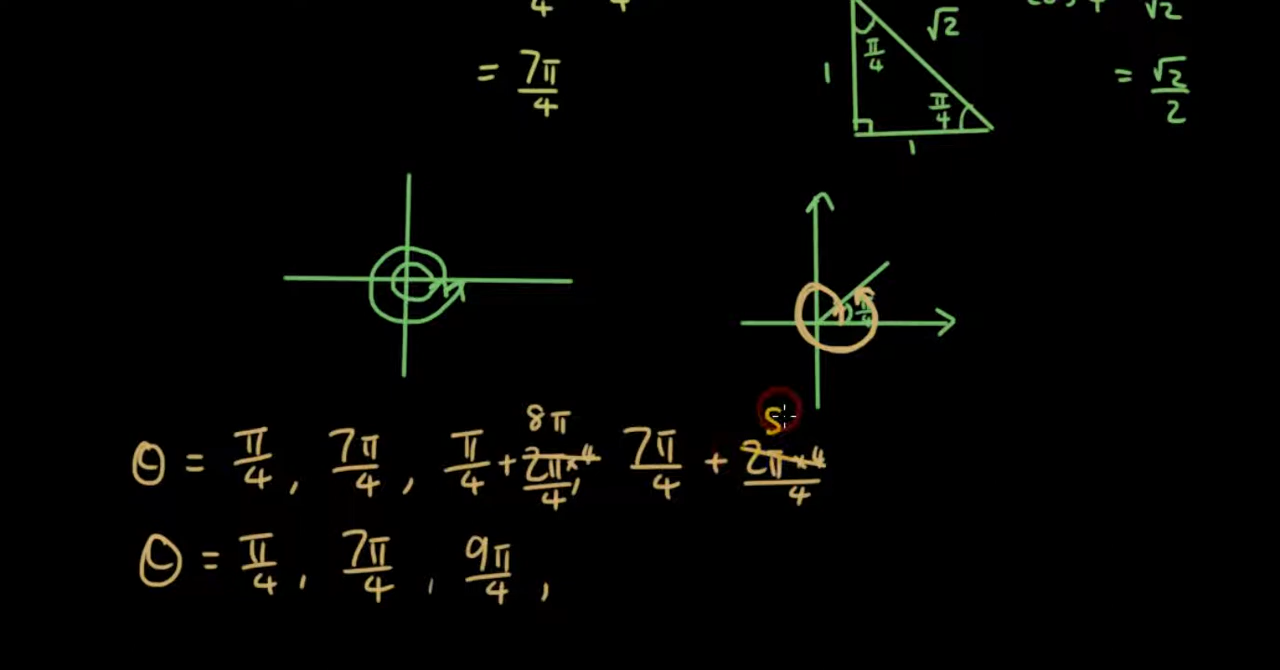 = 7π/4
1
π/4
√2
π/4
1
= √2/2
π/4
8π
θ = π/4, 7π/4, π/4 + 2π×4/4, 7π/4 + 2π×4/4
θ = π/4, 7π/4, 9π/4,